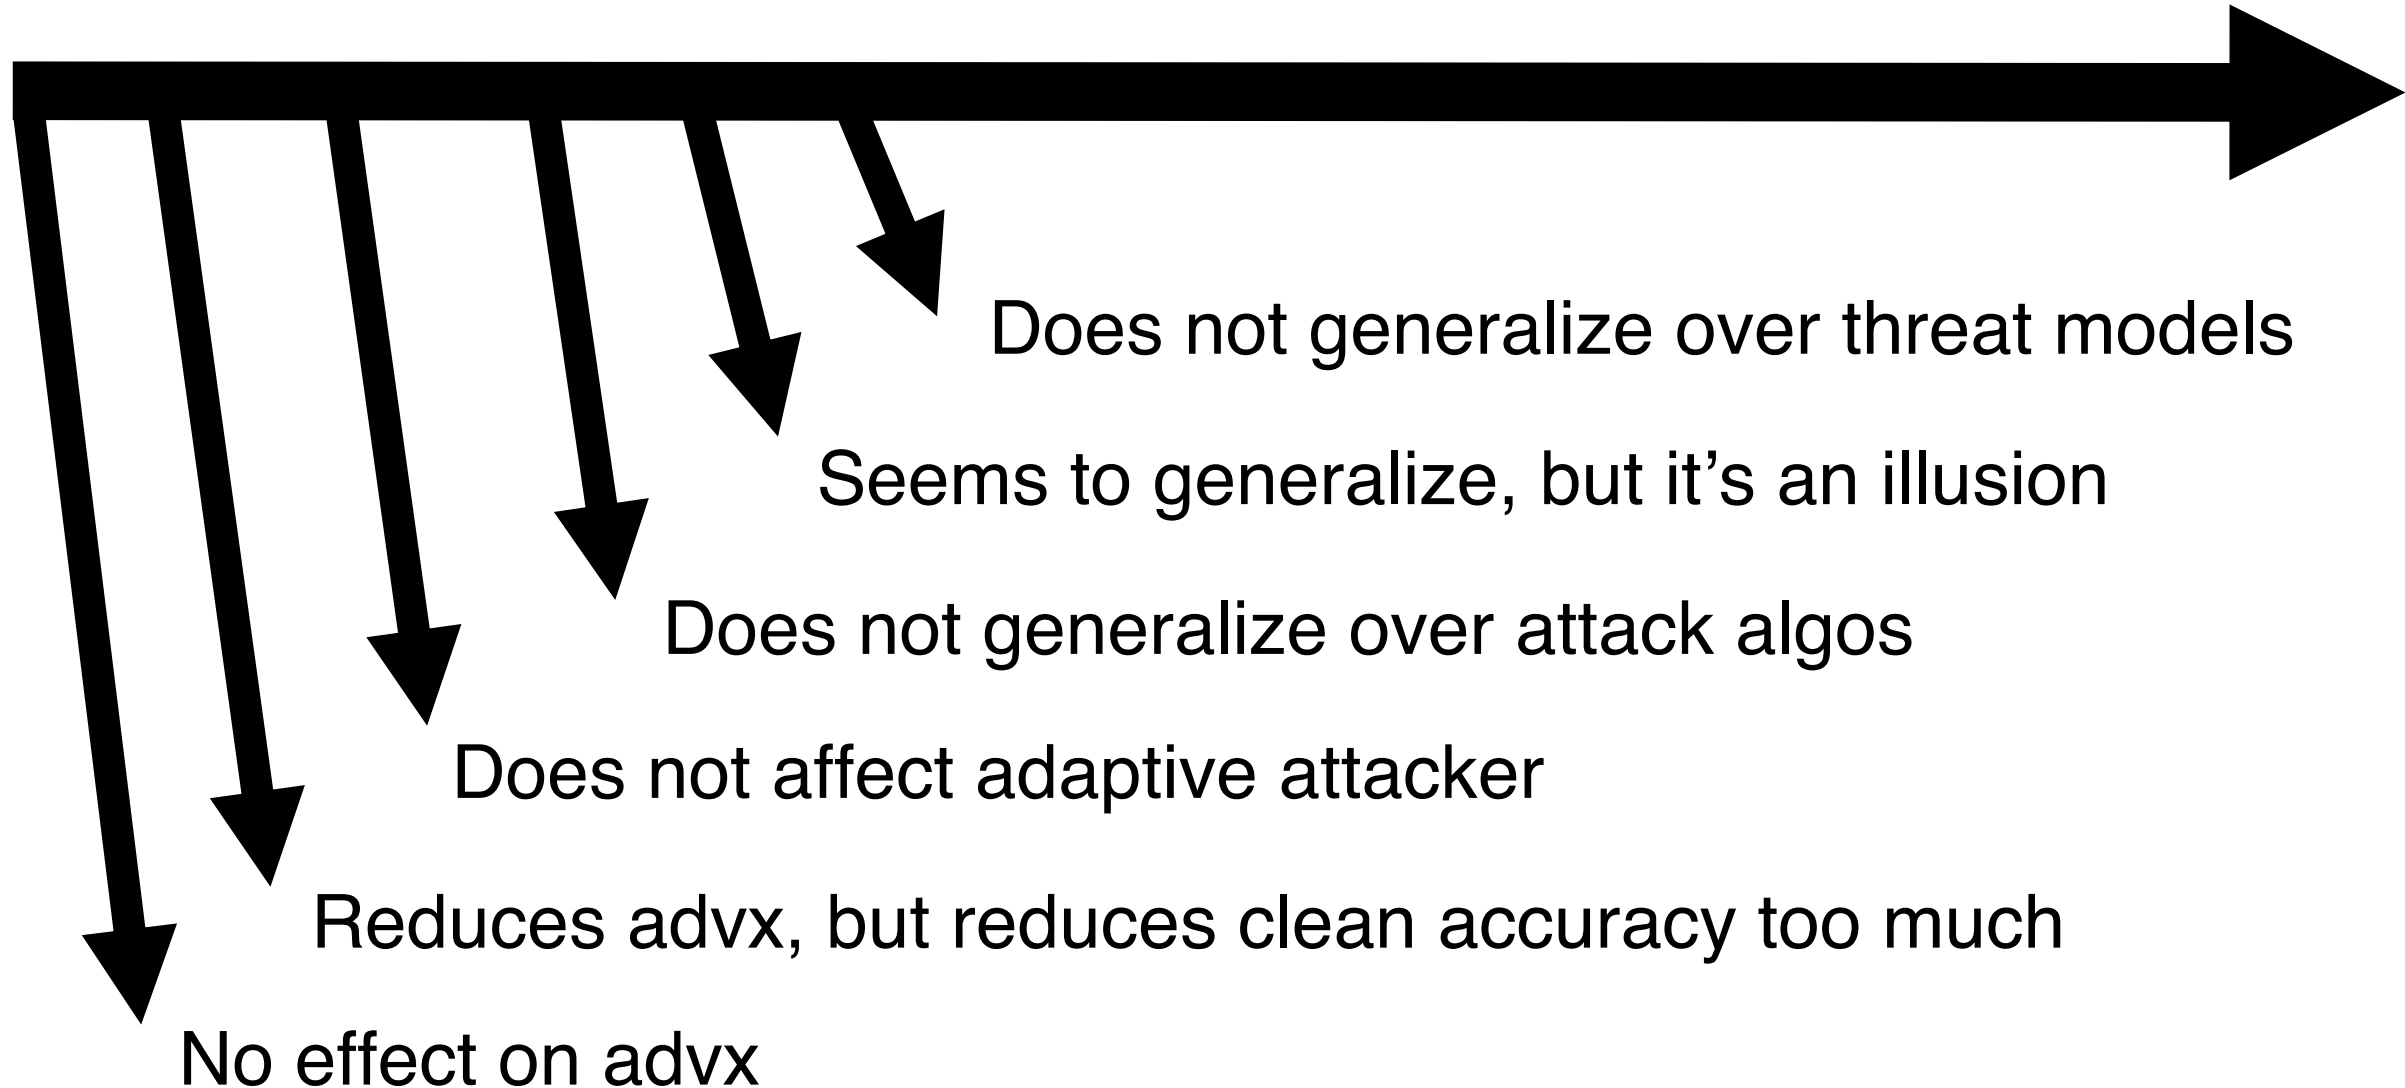 Does not generalize over threat models
Seems to generalize, but it’s an illusion
Does not generalize over attack algos
Does not affect adaptive attacker
Reduces advx, but reduces clean accuracy too much
No effect on advx